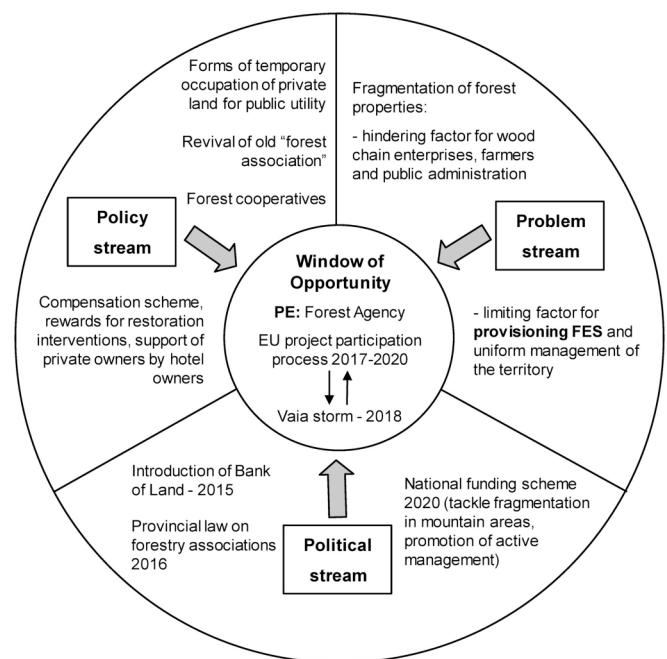 Forms of temporary
occupation of private
land for public utility
Revival of old “forest
association”
Forest cooperatives
Policy
stream
Compensation scheme,
rewards for restoration
interventions, support of
private owners by hotel
owners
Fragmentation of forest
properties:
- hindering factor for wood
chain enterprises, farmers
and public administration
Problem
stream
- limiting factor for
provisioning FES and
uniform management of
the territory
Window of
Opportunity
PE: Forest Agency
EU project participation
process 2017-2020
Vaia storm - 2018
Introduction of Bank
of Land - 2015
Provincial law on
forestry associations
2016
Political
stream
National funding scheme
2020 (tackle fragmentation
in mountain areas,
promotion of active
management)